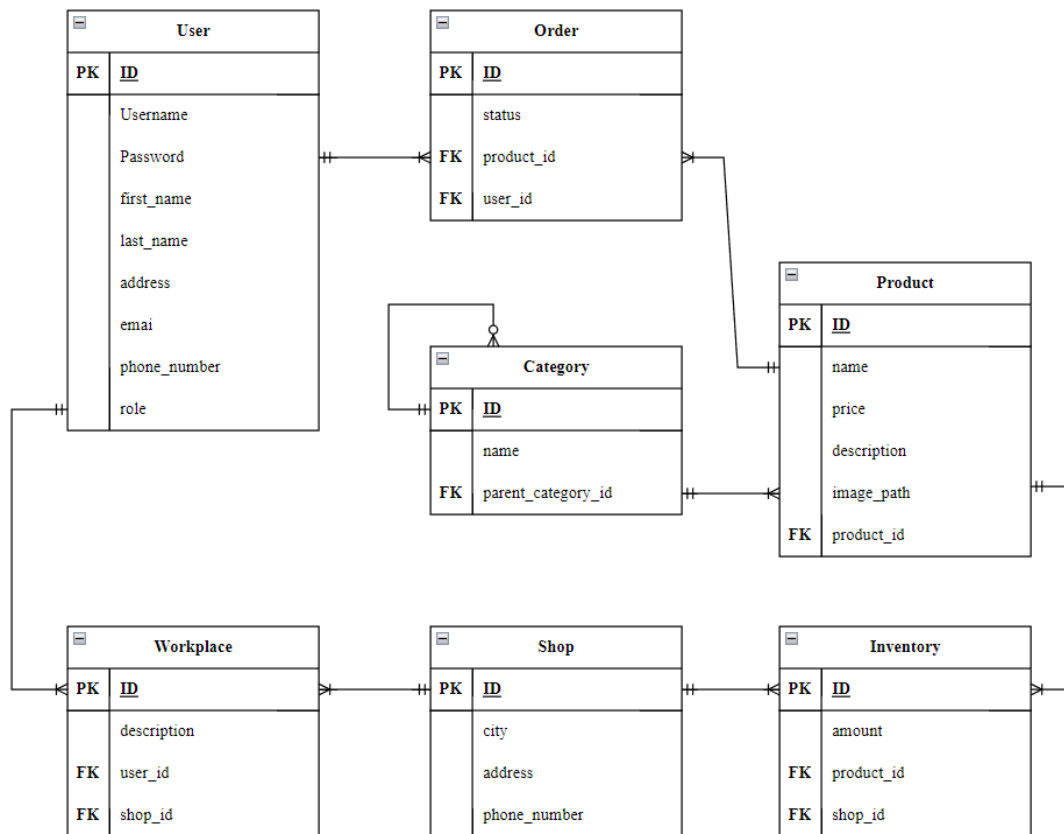 User
PK ID
Username
Password
first_name
last_name
address
emai
phone_number
role
Order
PK ID
status
FK product_id
FK user_id
Category
PK ID
name
FK parent_category_id
Product
PK ID
name
price
description
image_path
FK product_id
Workplace
PK ID
description
FK user_id
FK shop_id
Shop
PK ID
city
address
phone_number
Inventory
PK ID
amount
FK product_id
FK shop_id